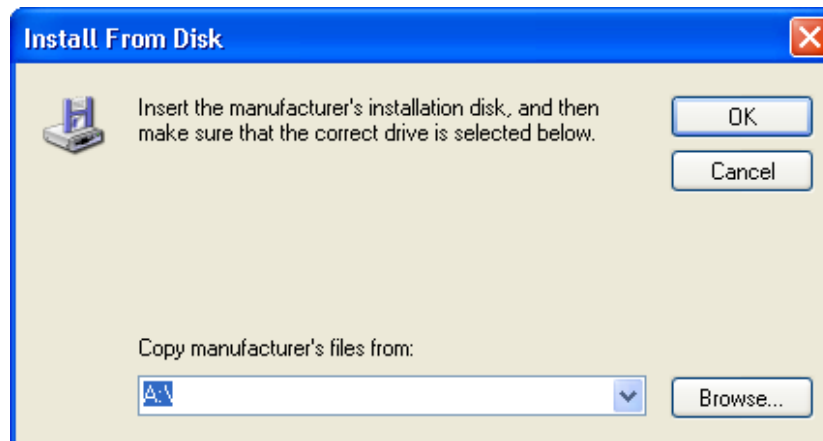 Install From Disk
Insert the manufacturer's installation disk, and then
make sure that the correct drive is selected below.
OK
Cancel
Copy manufacturer's files from:
A:\
Browse...